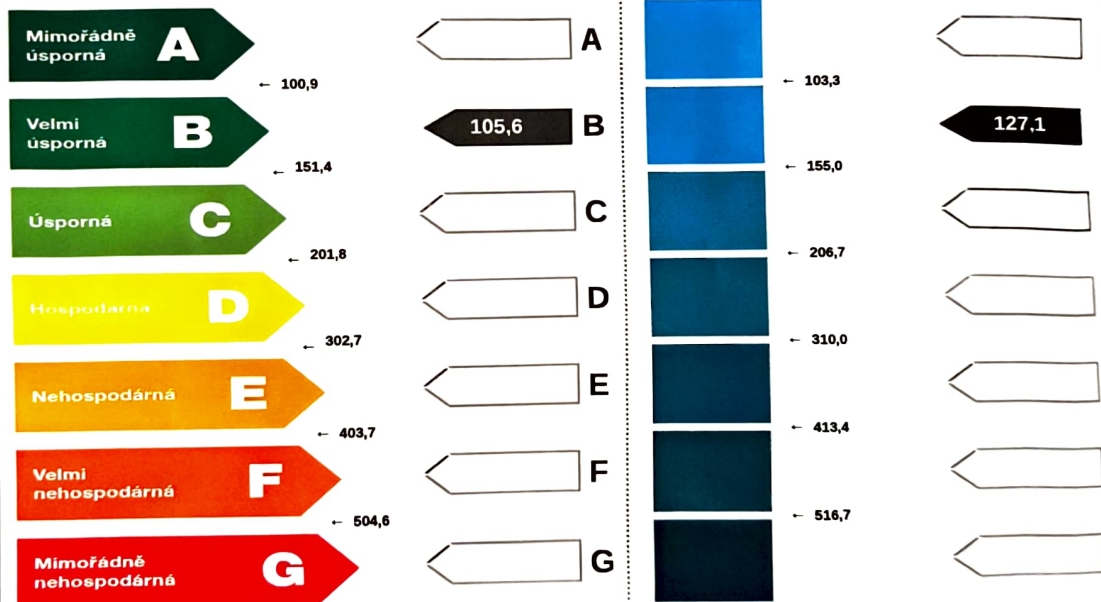 Mimořádně
úsporná
A
A
← 100,9
← 103,3
Velmi
úsporná
B
105,6
B
127,1
← 151,4
← 155,0
Úsporná
C
C
← 201,8
← 206,7
Hospodárná
D
D
← 302,7
← 310,0
Nehospodárná
E
E
← 403,7
← 413,4
Velmi
nehospodárná
F
F
← 504,6
← 516,7
Mimořádně
nehospodárná
G
G